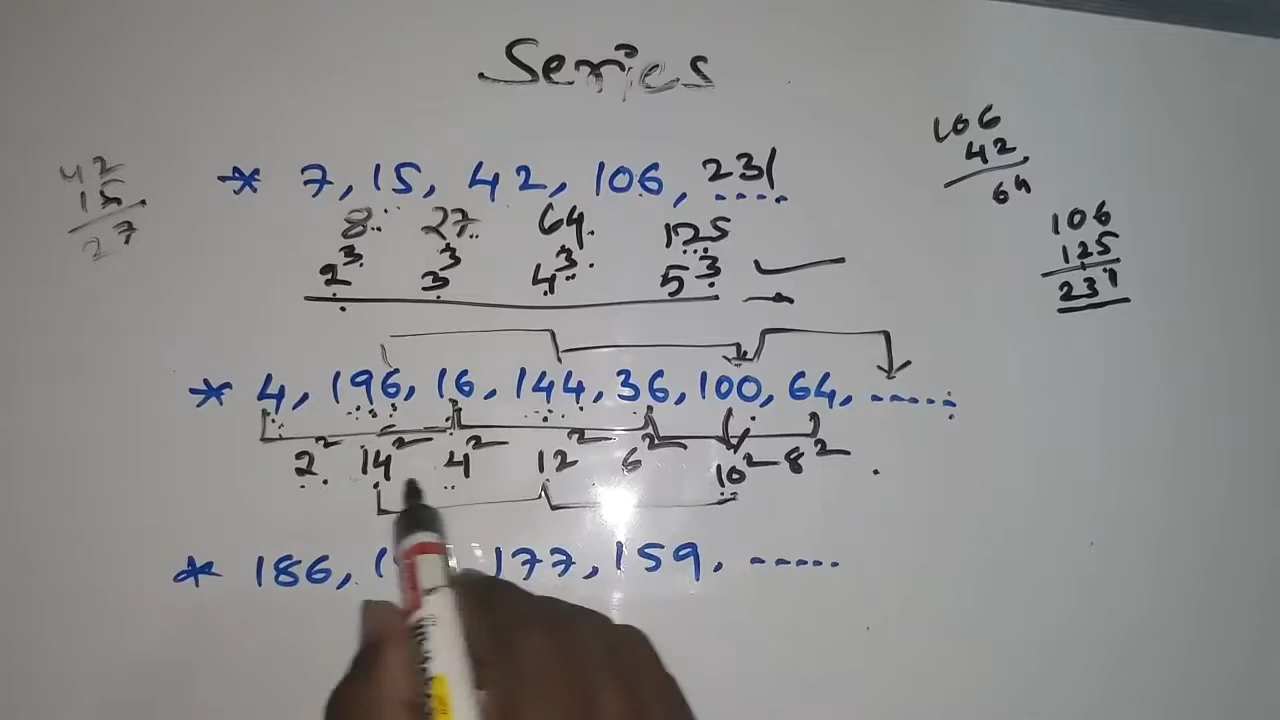 Series
* 7, 15, 42, 106, 231
8 27 64 125
2³ 3³ 4³ 5³
42
15
27
106
42
64
106
125
231
* 4, 196, 16, 144, 36, 100, 64, .....
2² 14² 4² 12² 6² 10² 8²
* 186, 177, 159, .....